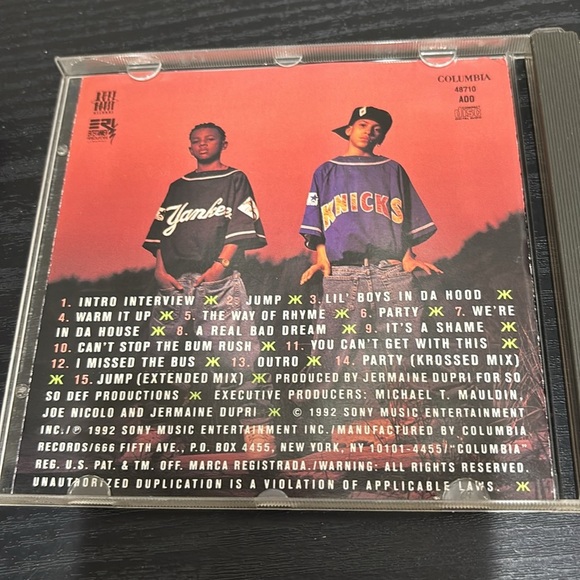 COLUMBIA
48710
ADD
Yankees
KNICKS
1. INTRO INTERVIEW 2. JUMP 3. LIL' BOYS IN DA HOOD
4. WARM IT UP 5. THE WAY OF RHYME 6. PARTY 7. WE'RE
IN DA HOUSE 8. A REAL BAD DREAM 9. IT'S A SHAME
10. CAN'T STOP THE BUM RUSH 11. YOU CAN'T GET WITH THIS
12. I MISSED THE BUS 13. OUTRO 14. PARTY (KROSSED MIX)
15. JUMP (EXTENDED MIX) PRODUCED BY JERMAINE DUPRI FOR SO
SO DEF PRODUCTIONS EXECUTIVE PRODUCERS: MICHAEL T. MAULDIN,
JOE NICOLO AND JERMAINE DUPRI © 1992 SONY MUSIC ENTERTAINMENT
INC./℗ 1992 SONY MUSIC ENTERTAINMENT INC./MANUFACTURED BY COLUMBIA
RECORDS/666 FIFTH AVE., P.O. BOX 4455, NEW YORK, NY 10101-4455/"COLUMBIA"
REG. U.S. PAT. & TM. OFF. MARCA REGISTRADA./WARNING: ALL RIGHTS RESERVED.
UNAUTHORIZED DUPLICATION IS A VIOLATION OF APPLICABLE LAWS.